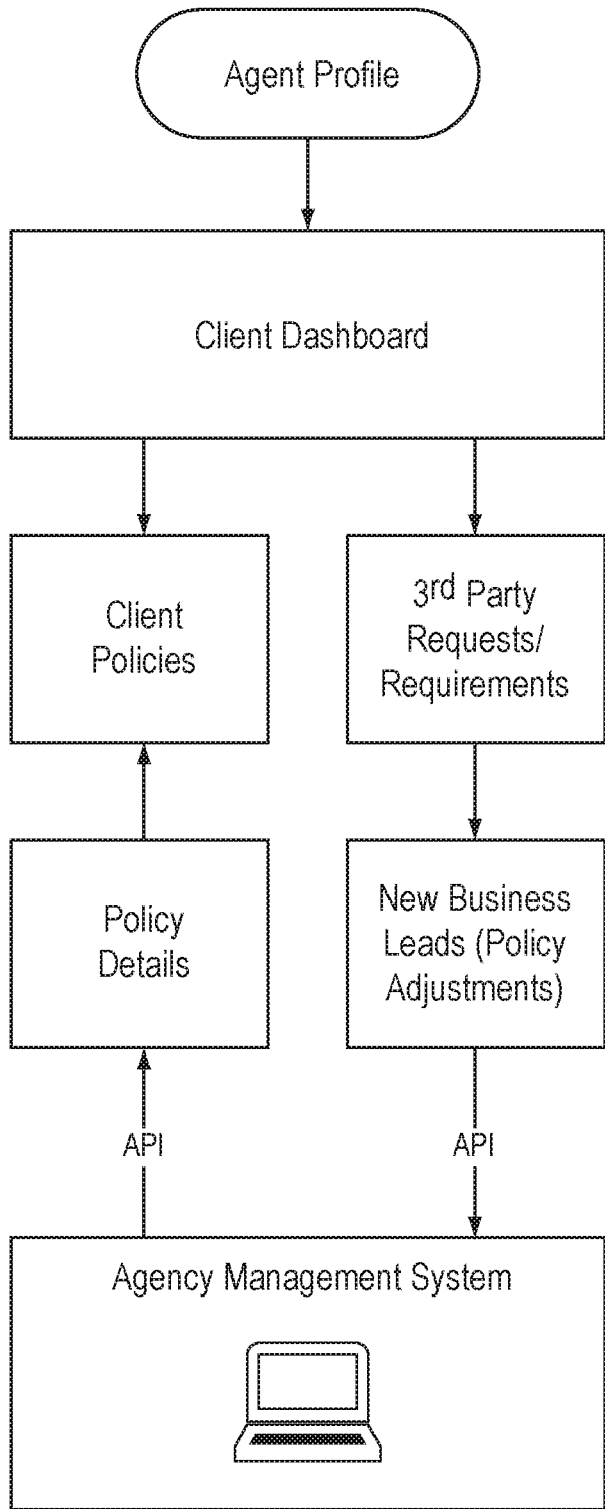 Agent Profile
Client Dashboard
Client
Policies
3rd Party
Requests/
Requirements
Policy
Details
New Business
Leads (Policy
Adjustments)
API
API
Agency Management System